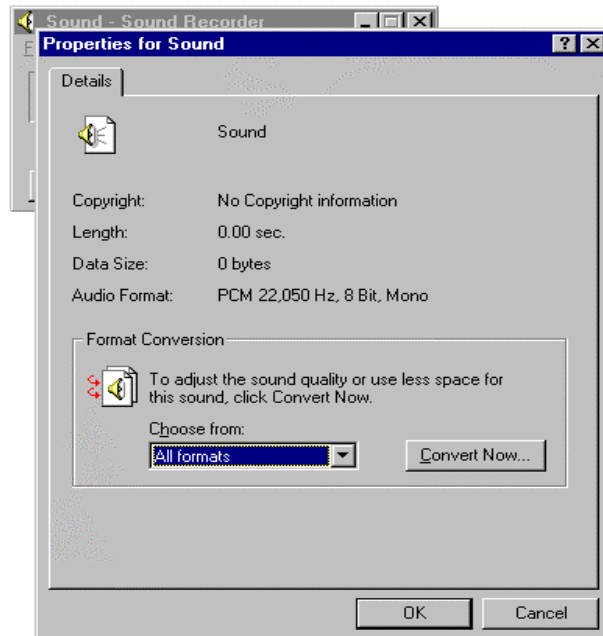 Sound - Sound Recorder
F
Properties for Sound
Details
Sound
Copyright: No Copyright information
Length: 0.00 sec.
Data Size: 0 bytes
Audio Format: PCM 22,050 Hz, 8 Bit, Mono
Format Conversion
To adjust the sound quality or use less space for
this sound, click Convert Now.
Choose from:
All formats
Convert Now...
OK
Cancel